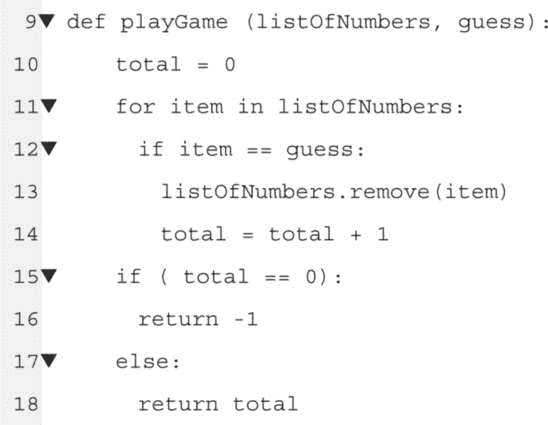 9▼ def playGame (listOfNumbers, guess):
10 total = 0
11▼ for item in listOfNumbers:
12▼ if item == guess:
13 listOfNumbers.remove(item)
14 total = total + 1
15▼ if ( total == 0):
16 return -1
17▼ else:
18 return total